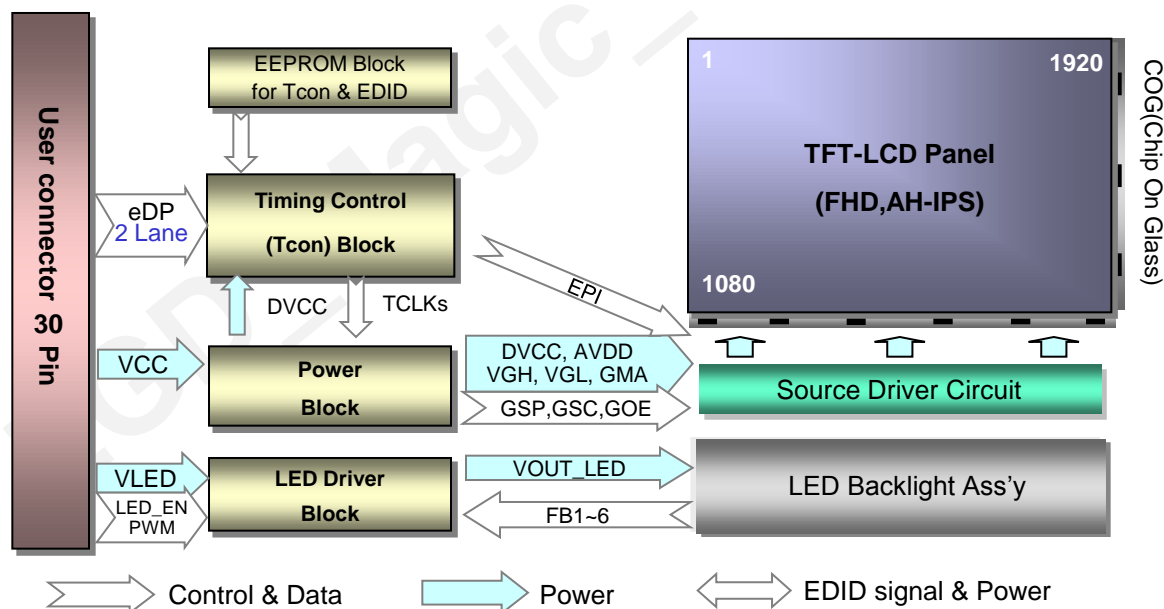 EEPROM Block
for Tcon & EDID
User connector 30 Pin
eDP
2 Lane
Timing Control
(Tcon) Block
DVCC
TCLKs
EPI
1
1920
TFT-LCD Panel
(FHD,AH-IPS)
1080
COG(Chip On Glass)
VCC
Power
Block
DVCC, AVDD
VGH, VGL, GMA
GSP,GSC,GOE
Source Driver Circuit
VLED
LED_EN
PWM
LED Driver
Block
VOUT_LED
FB1~6
LED Backlight Ass'y
Control & Data
Power
EDID signal & Power